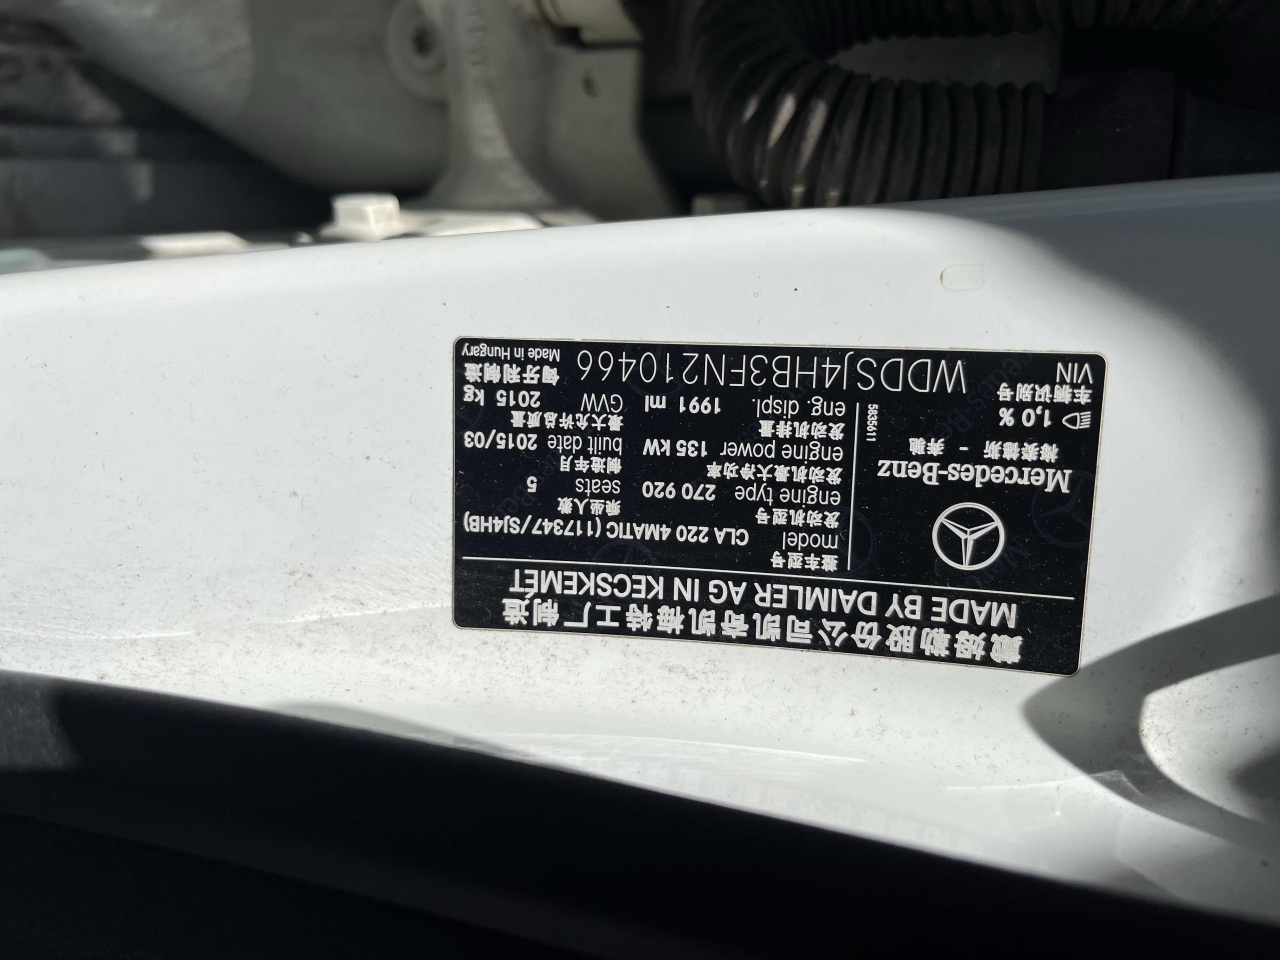 戴姆勒股份公司凯奇凯梅特工厂制造
MADE BY DAIMLER AG IN KECSKEMÉT
Mercedes-Benz
梅赛德斯 - 奔驰
1,0 %
5835611
整车型号
model CLA 220 4MATIC (117347/SJ4HB)
发动机型号 乘坐人数
engine type 270 920 seats 5
发动机最大净功率 制造年月
engine power 135 kW built date 2015/03
发动机排量 最大允许总质量
eng. displ. 1991 ml GVW 2015 kg
车辆识别号 匈牙利制造
VIN WDDSJ4HB3FN210466 Made in Hungary